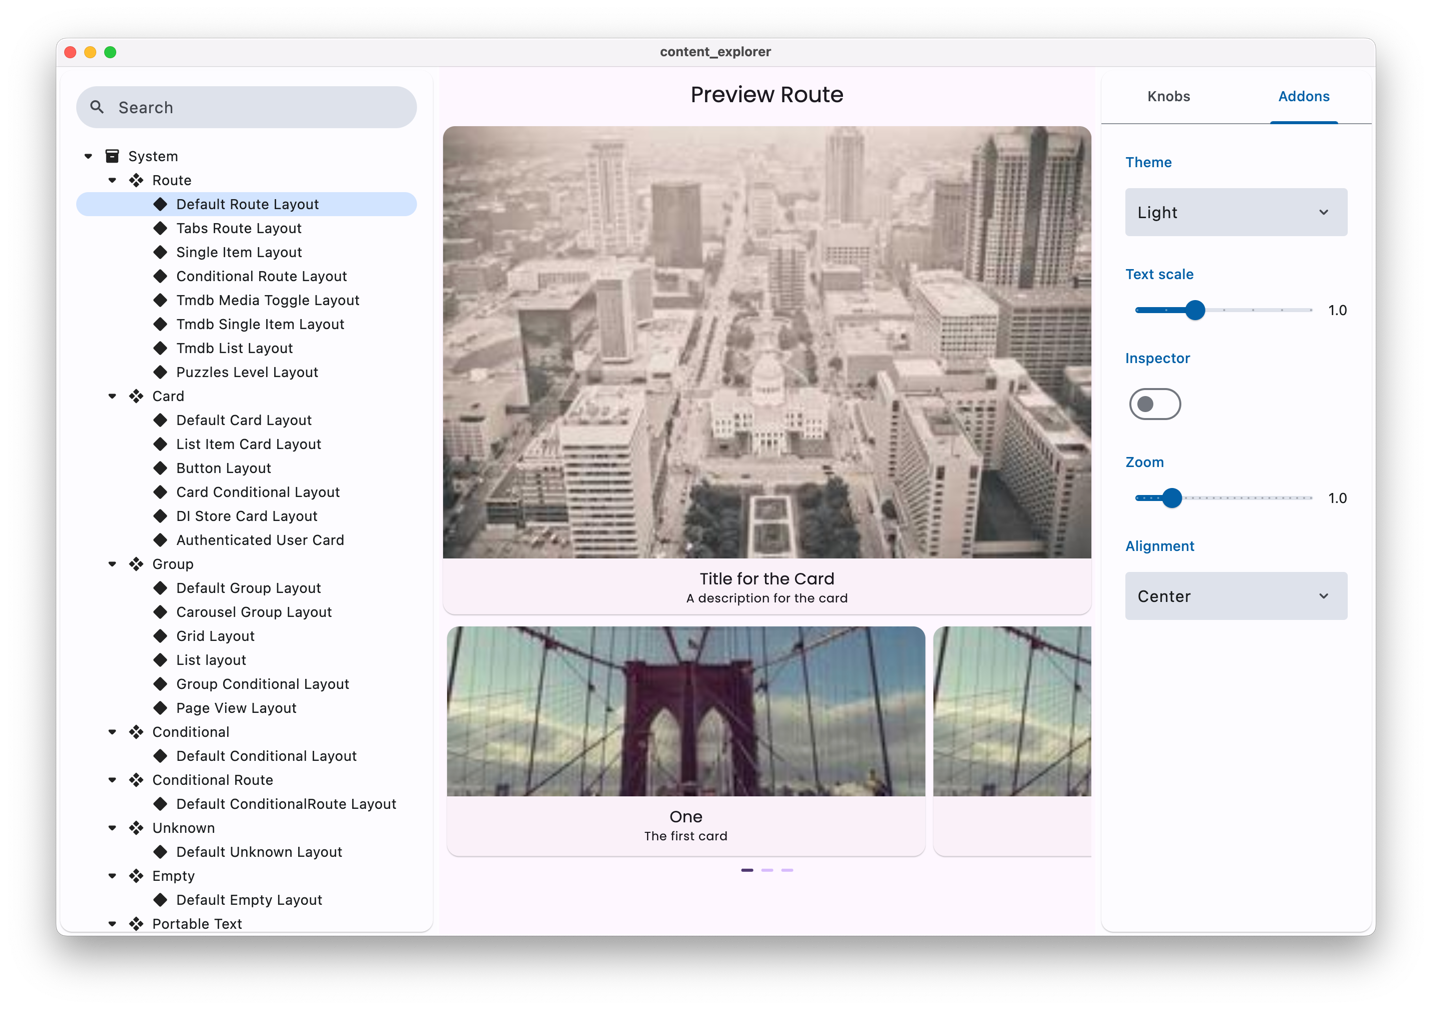 content_explorer
Search
System
Route
Default Route Layout
Tabs Route Layout
Single Item Layout
Conditional Route Layout
Tmdb Media Toggle Layout
Tmdb Single Item Layout
Tmdb List Layout
Puzzles Level Layout
Card
Default Card Layout
List Item Card Layout
Button Layout
Card Conditional Layout
DI Store Card Layout
Authenticated User Card
Group
Default Group Layout
Carousel Group Layout
Grid Layout
List layout
Group Conditional Layout
Page View Layout
Conditional
Default Conditional Layout
Conditional Route
Default ConditionalRoute Layout
Unknown
Default Unknown Layout
Empty
Default Empty Layout
Portable Text
Preview Route
Title for the Card
A description for the card
One
The first card
Knobs
Addons
Theme
Light
Text scale
1.0
Inspector
Zoom
1.0
Alignment
Center